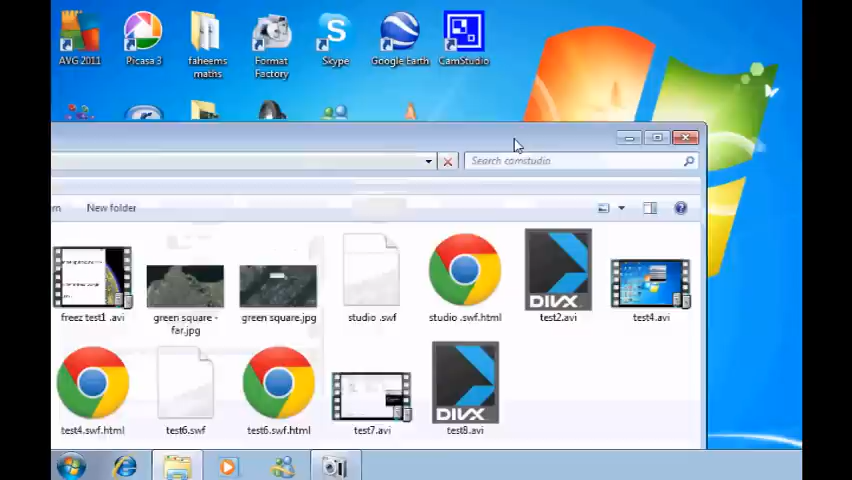 AVG 2011
Picasa 3
faheems
maths
Format
Factory
Skype
Google Earth
CamStudio
Search camstudio
New folder
freez test1 .avi
green square -
far.jpg
green square.jpg
studio .swf
studio .swf.html
DIVX
test2.avi
test4.avi
test4.swf.html
test6.swf
test6.swf.html
test7.avi
DIVX
test8.avi